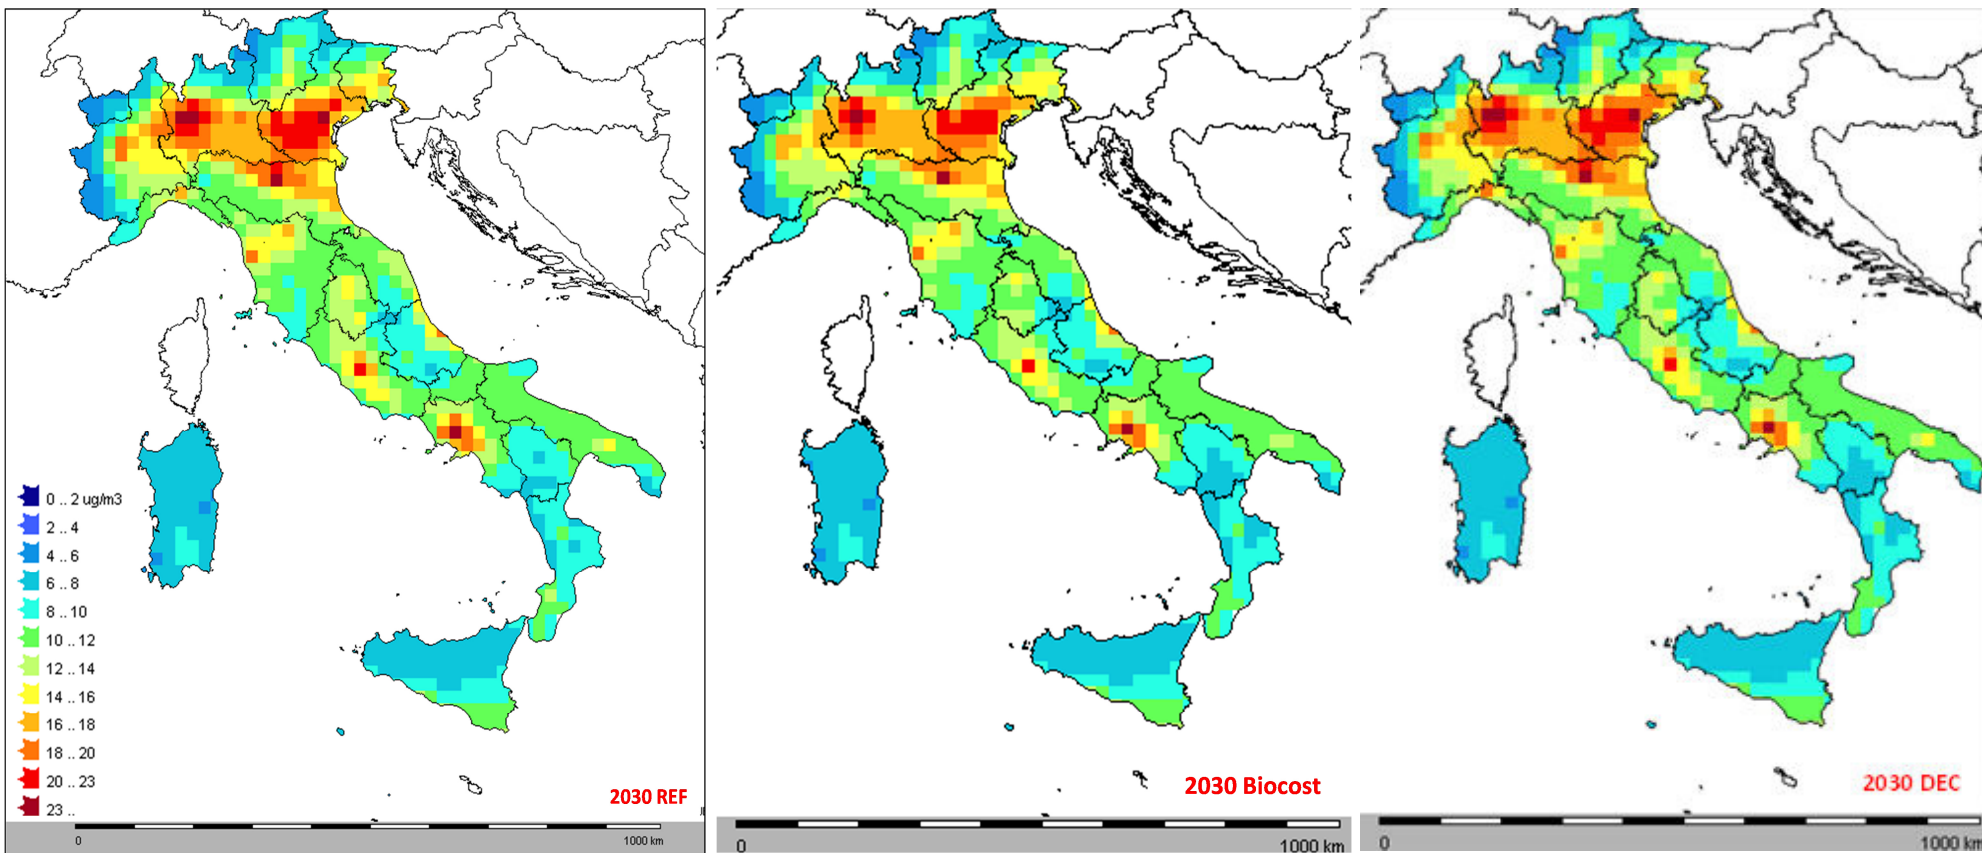 0 .. 2 ug/m3
2 .. 4
4 .. 6
6 .. 8
8 .. 10
10 .. 12
12 .. 14
14 .. 16
16 .. 18
18 .. 20
20 .. 23
23 ..
2030 REF
0 1000 km
2030 Biocost
0 1000 km
2030 DEC
0 1000 km